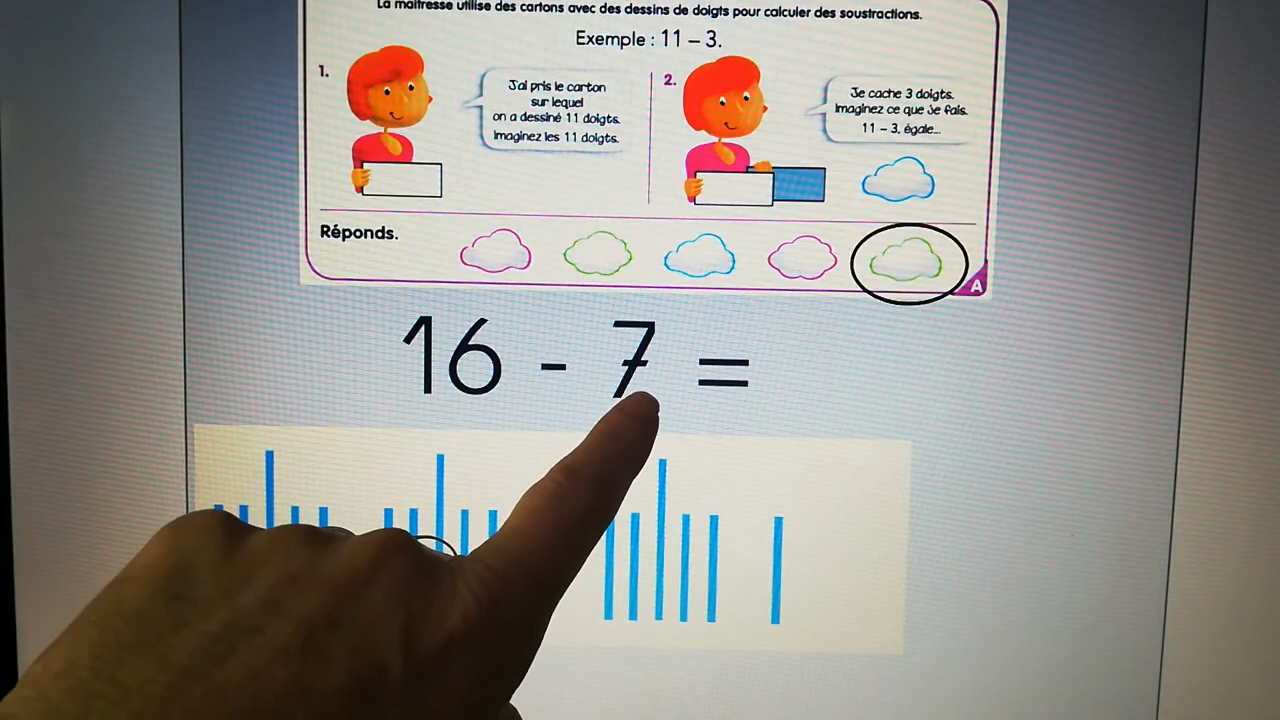 La maîtresse utilise des cartons avec des dessins de doigts pour calculer des soustractions.
Exemple : 11 – 3.
1.
J'ai pris le carton
sur lequel
on a dessiné 11 doigts.
Imaginez les 11 doigts.
2.
Je cache 3 doigts.
Imaginez ce que je fais.
11 – 3, égale...
Réponds.
A
16 - 7 =